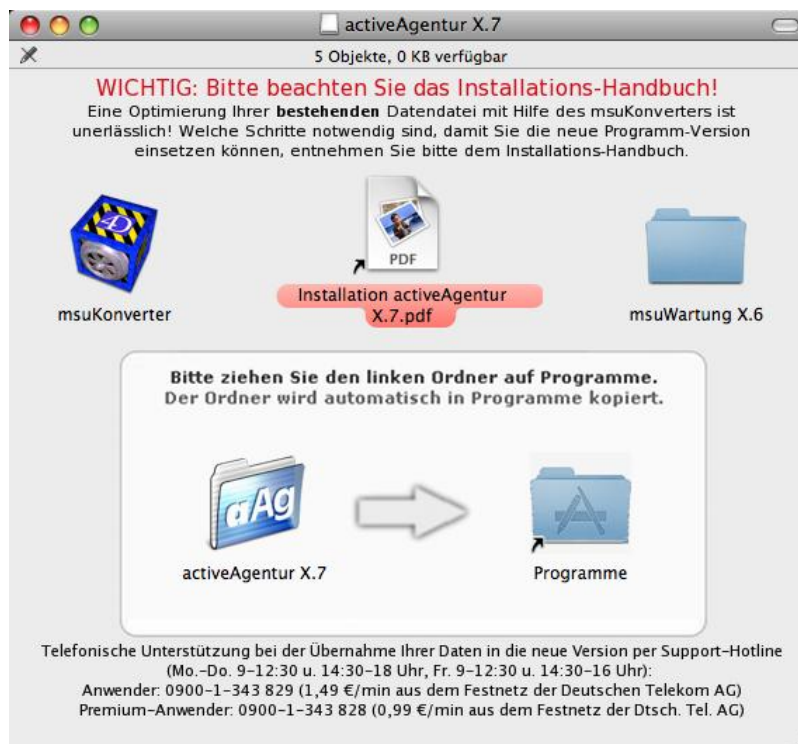 activeAgentur X.7
5 Objekte, 0 KB verfügbar
WICHTIG: Bitte beachten Sie das Installations-Handbuch!
Eine Optimierung Ihrer bestehenden Datendatei mit Hilfe des msuKonverters ist
unerlässlich! Welche Schritte notwendig sind, damit Sie die neue Programm-Version
einsetzen können, entnehmen Sie bitte dem Installations-Handbuch.
4D
PDF
msuKonverter
Installation activeAgentur
X.7.pdf
msuWartung X.6
Bitte ziehen Sie den linken Ordner auf Programme.
Der Ordner wird automatisch in Programme kopiert.
aAg
activeAgentur X.7
Programme
Telefonische Unterstützung bei der Übernahme Ihrer Daten in die neue Version per Support-Hotline
(Mo.-Do. 9-12:30 u. 14:30-18 Uhr, Fr. 9-12:30 u. 14:30-16 Uhr):
Anwender: 0900-1-343 829 (1,49 €/min aus dem Festnetz der Deutschen Telekom AG)
Premium-Anwender: 0900-1-343 828 (0,99 €/min aus dem Festnetz der Dtsch. Tel. AG)